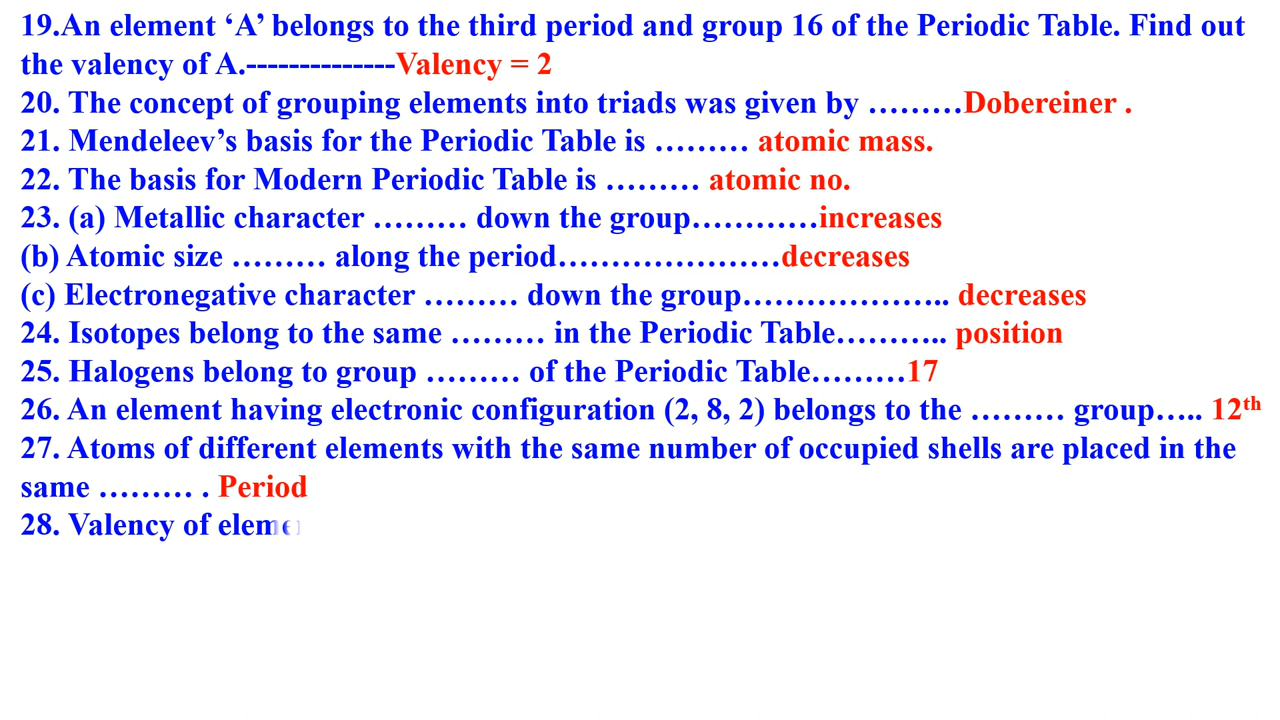 19.An element ‘A’ belongs to the third period and group 16 of the Periodic Table. Find out
the valency of A.--------------Valency = 2
20. The concept of grouping elements into triads was given by ………Dobereiner .
21. Mendeleev’s basis for the Periodic Table is ……… atomic mass.
22. The basis for Modern Periodic Table is ……… atomic no.
23. (a) Metallic character ……… down the group…………increases
(b) Atomic size ……… along the period…………………decreases
(c) Electronegative character ……… down the group……………….. decreases
24. Isotopes belong to the same ……… in the Periodic Table……….. position
25. Halogens belong to group ……… of the Periodic Table………17
26. An element having electronic configuration (2, 8, 2) belongs to the ……… group….. 12th
27. Atoms of different elements with the same number of occupied shells are placed in the
same ……… . Period
28. Valency of